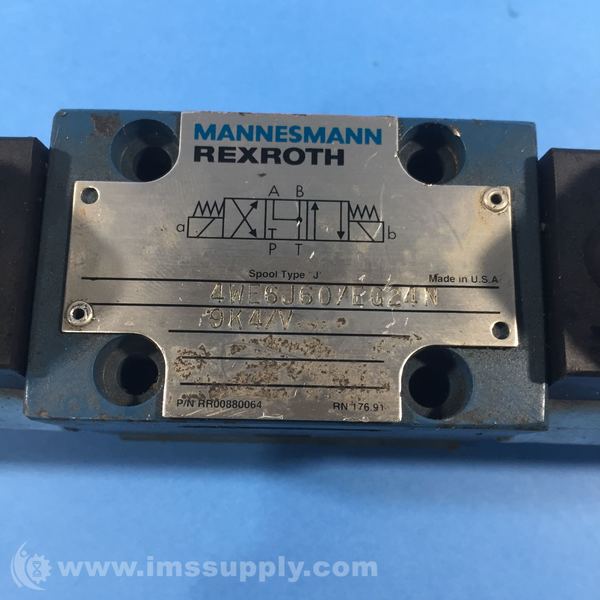 MANNESMANN
REXROTH
A B
a b
T
P T
Spool Type 'J'
Made in U.S.A
4WE6J60/EG24N
9K4/V
P/N RR00880064
RN 176.91
www.imssupply.com